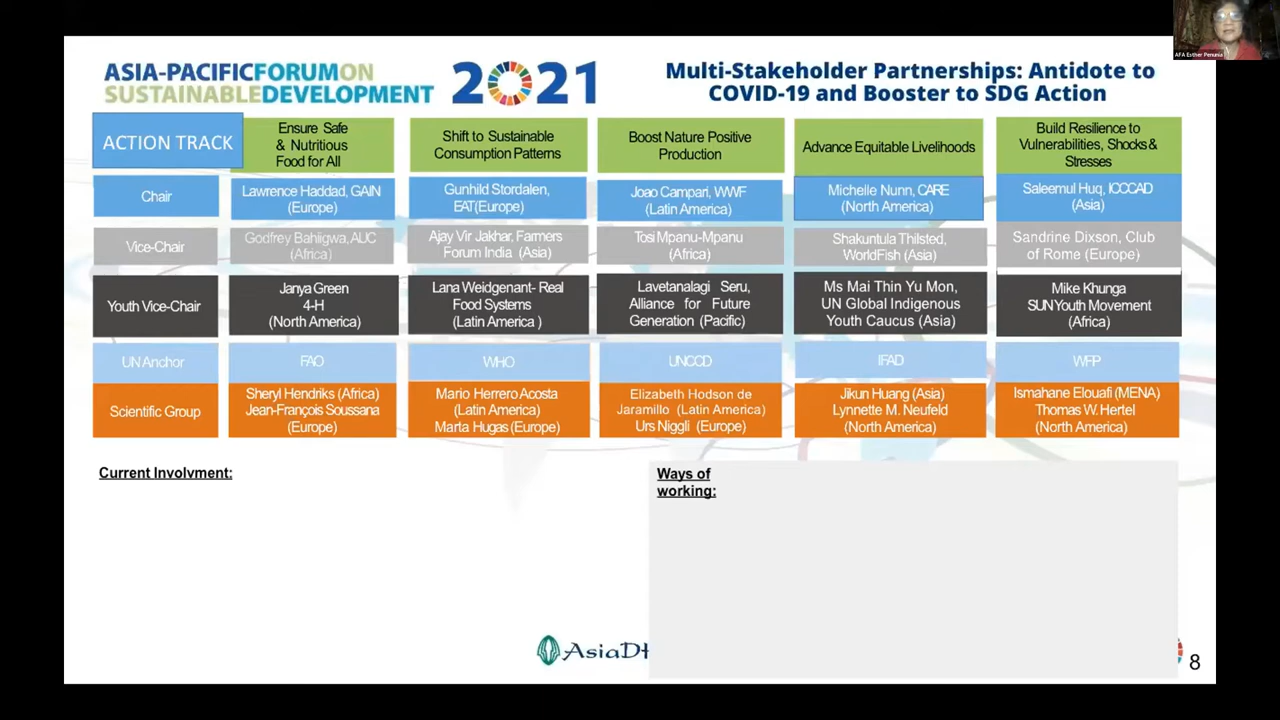 AFA Esther Penunia
ASIA-PACIFICFORUMON
SUSTAINABLEDEVELOPMENT
2021
Multi-Stakeholder Partnerships: Antidote to
COVID-19 and Booster to SDG Action
ACTION TRACK
Ensure Safe
& Nutritious
Food for All
Shift to Sustainable
Consumption Patterns
Boost Nature Positive
Production
Advance Equitable Livelihoods
Build Resilience to
Vulnerabilities, Shocks &
Stresses
Chair
Lawrence Haddad, GAIN
(Europe)
Gunhild Stordalen,
EAT(Europe)
Joao Campari, WWF
(Latin America)
Michelle Nunn, CARE
(North America)
Saleemul Huq, ICCCAD
(Asia)
Vice-Chair
Godfrey Bahiigwa, AUC
(Africa)
Ajay Vir Jakhar, Farmers
Forum India (Asia)
Tosi Mpanu-Mpanu
(Africa)
Shakuntula Thilsted,
WorldFish (Asia)
Sandrine Dixson, Club
of Rome (Europe)
Youth Vice-Chair
Janya Green
4-H
(North America)
Lana Weidgenant- Real
Food Systems
(Latin America )
Lavetanalagi Seru,
Alliance for Future
Generation (Pacific)
Ms Mai Thin Yu Mon,
UN Global Indigenous
Youth Caucus (Asia)
Mike Khunga
SUN Youth Movement
(Africa)
UN Anchor
FAO
WHO
UNCCD
IFAD
WFP
Scientific Group
Sheryl Hendriks (Africa)
Jean-François Soussana
(Europe)
Mario Herrero Acosta
(Latin America)
Marta Hugas (Europe)
Elizabeth Hodson de
Jaramillo (Latin America)
Urs Niggli (Europe)
Jikun Huang (Asia)
Lynnette M. Neufeld
(North America)
Ismahane Elouafi (MENA)
Thomas W. Hertel
(North America)
Current Involvment:
Ways of
working:
AsiaDH
8